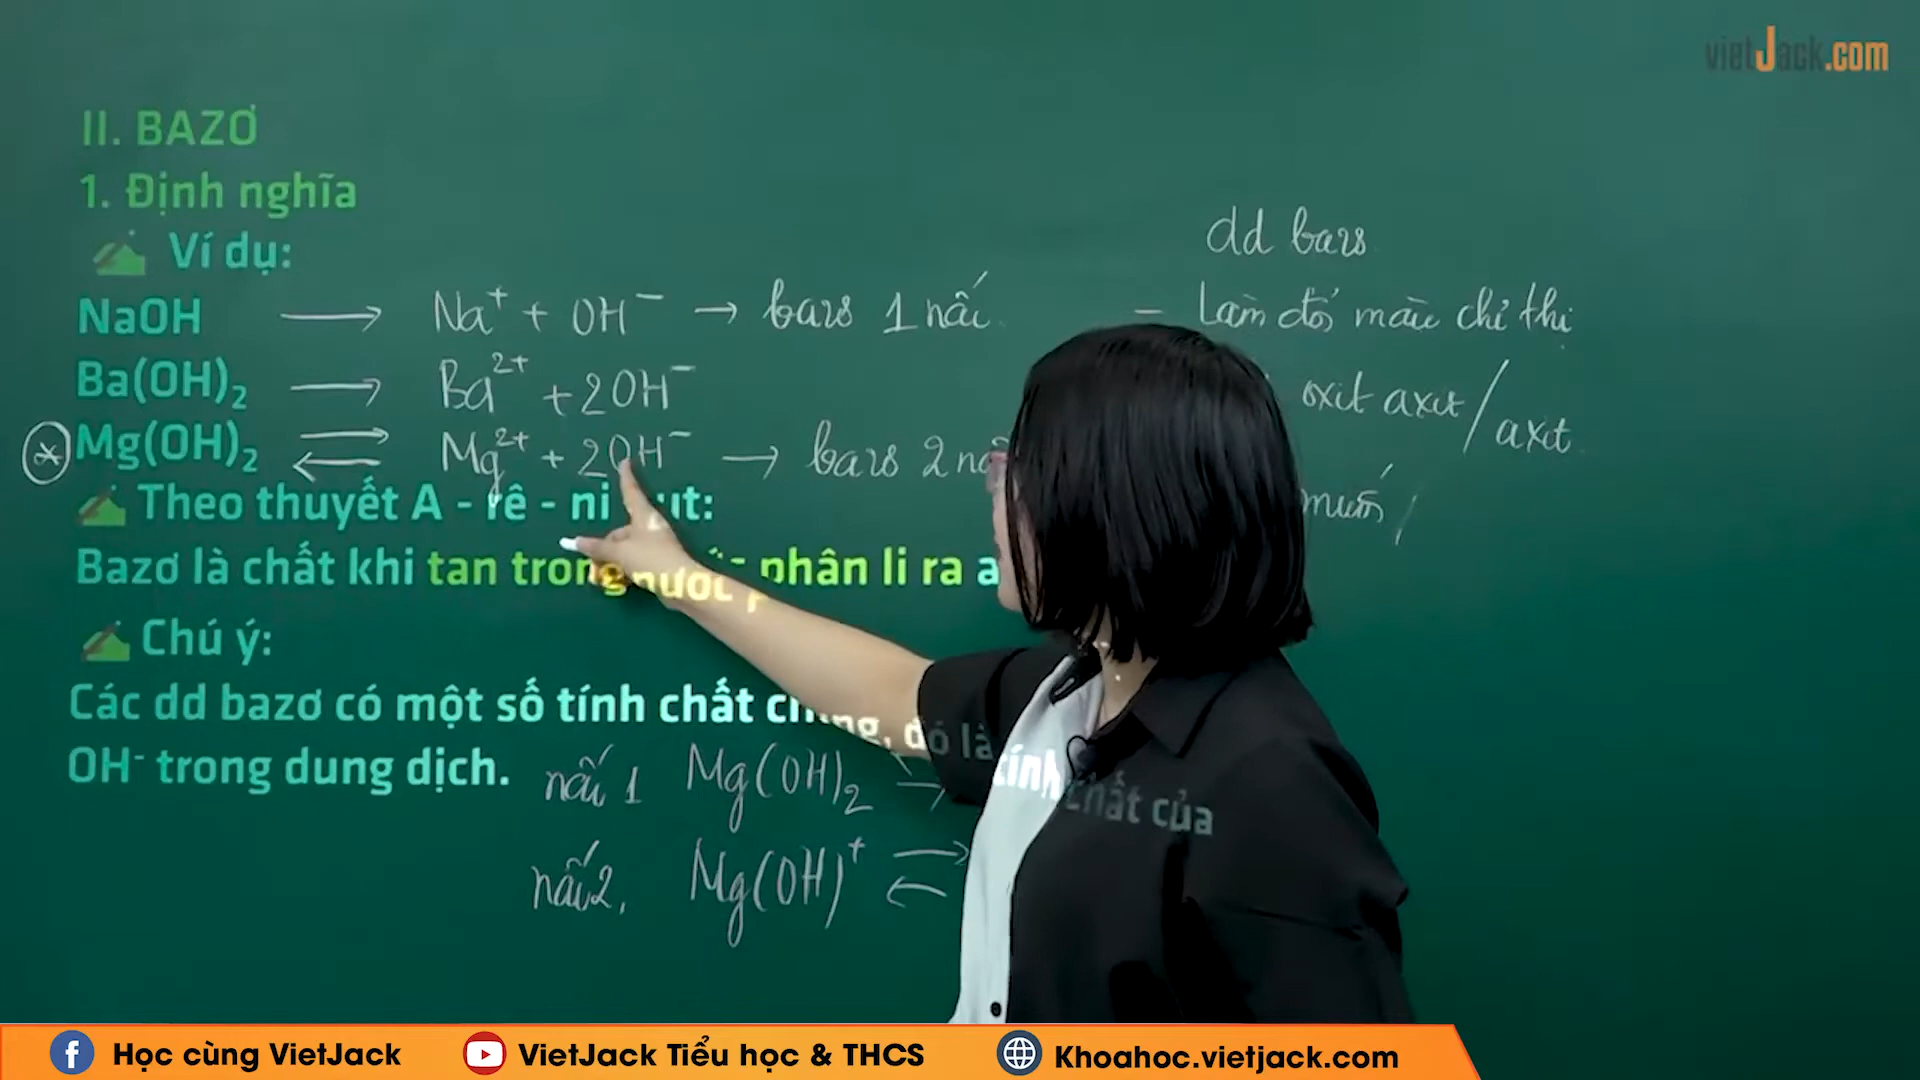 vietJack.com
II. BAZƠ
1. Định nghĩa
Ví dụ:
dd bazơ
NaOH → Na⁺ + OH⁻ → bazơ 1 nấc
- Làm đổi màu chỉ thị
Ba(OH)₂ → Ba²⁺ + 2OH⁻
oxit axit / axit
Mg(OH)₂ ⇌ Mg²⁺ + 2OH⁻ → bazơ 2
Theo thuyết A - rê - ni
muối
Bazơ là chất khi tan trong nước phân li ra
Chú ý:
Các dd bazơ có một số tính chất chung, đó là tính chất của
OH⁻ trong dung dịch.
nấc 1 Mg(OH)₂ →
nấc 2. Mg(OH)⁺ ⇌
Học cùng VietJack
VietJack Tiểu học & THCS
Khoahoc.vietjack.com